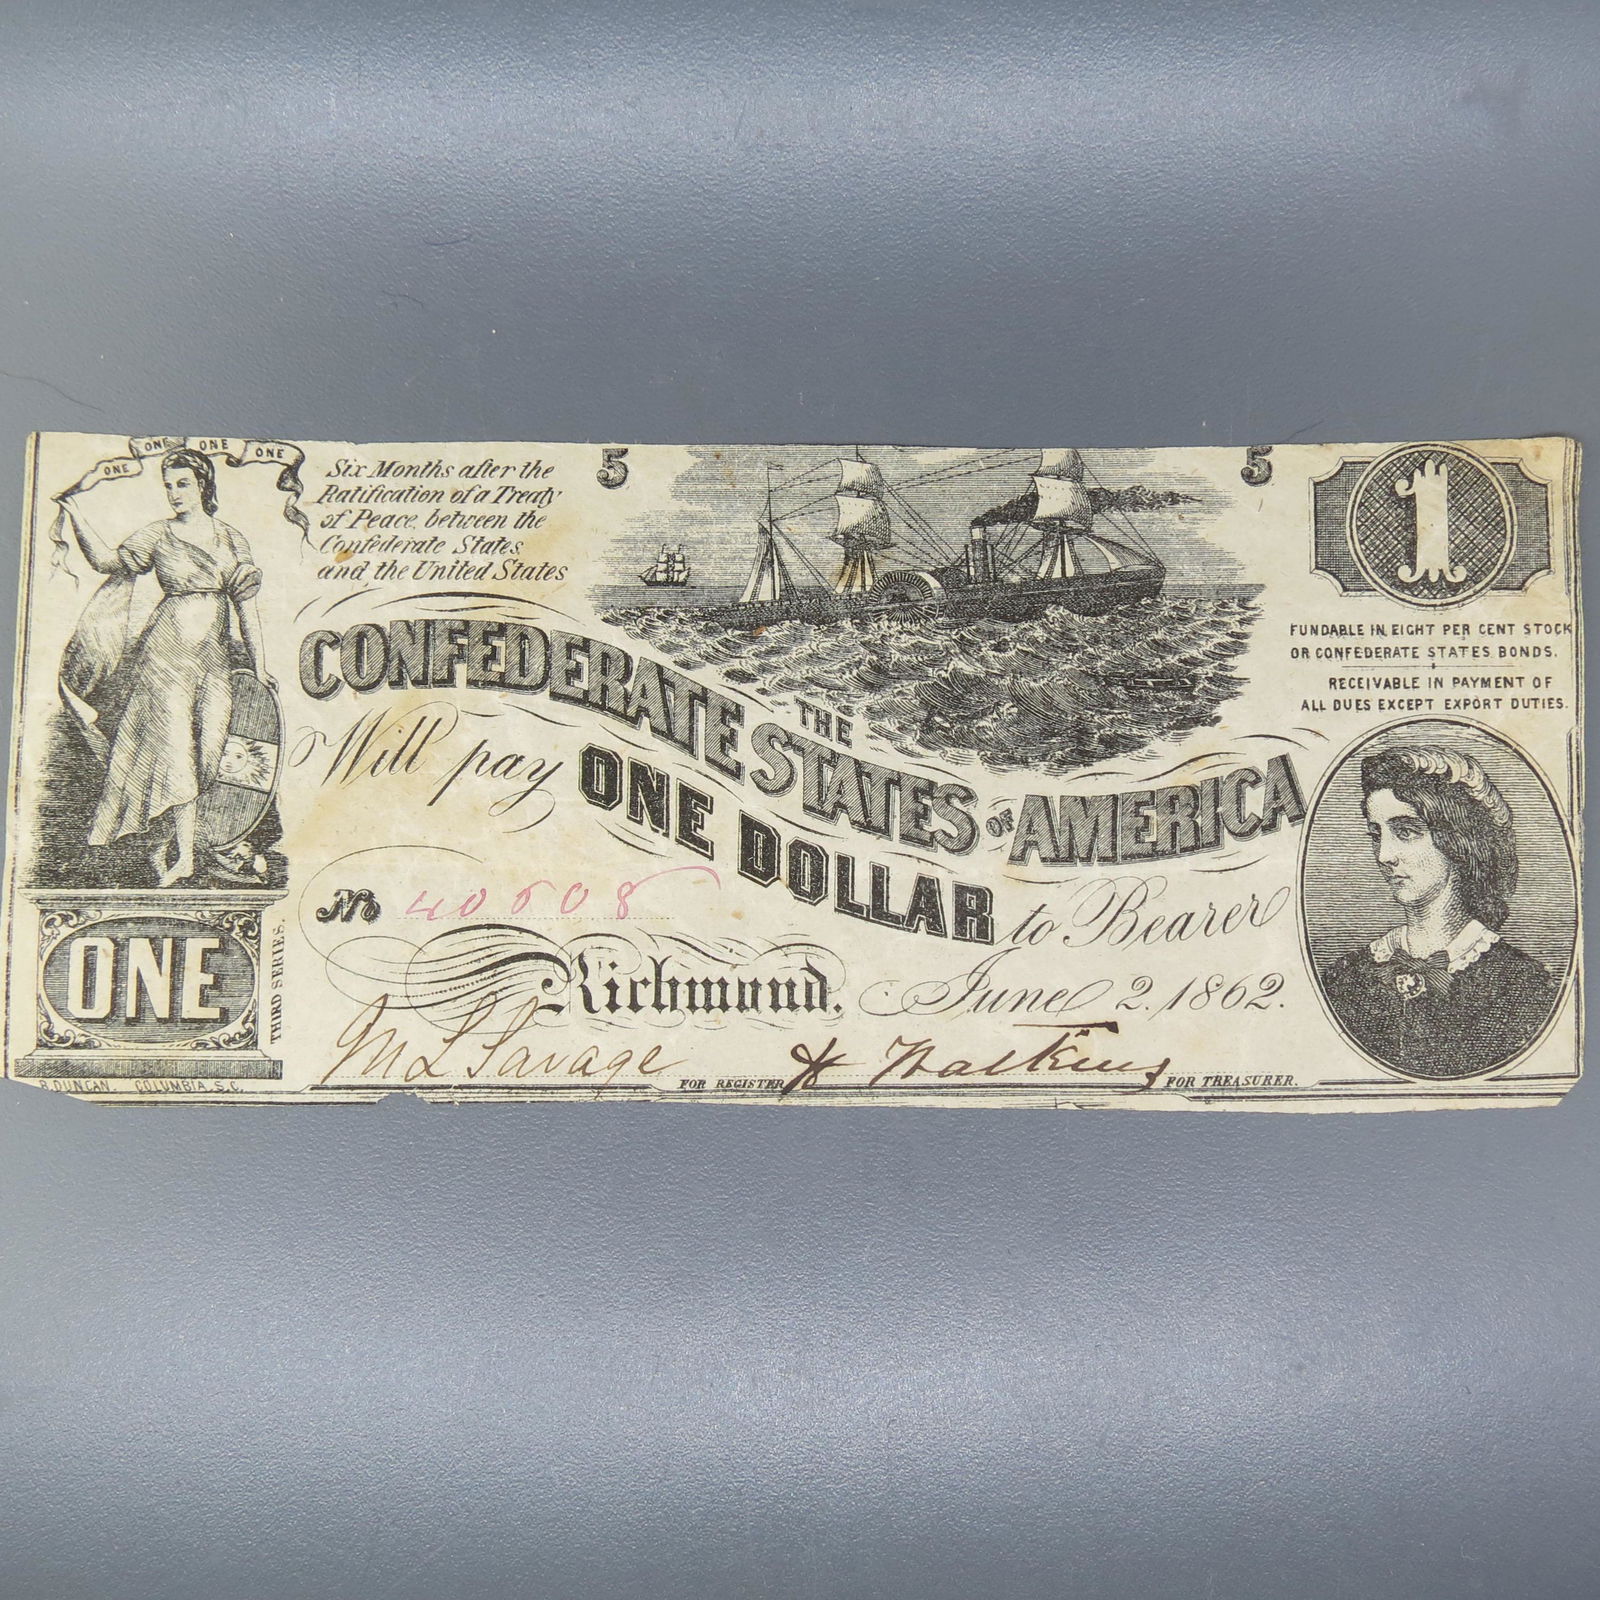 ONE ONE ONE ONE
Six Months after the
Ratification of a Treaty
of Peace, between the
Confederate States
and the United States
5
5
1
FUNDABLE IN EIGHT PER CENT STOCK
OR CONFEDERATE STATES BONDS.
RECEIVABLE IN PAYMENT OF
ALL DUES EXCEPT EXPORT DUTIES.
THE
CONFEDERATE STATES OF AMERICA
Will pay ONE DOLLAR to Bearer
No 40508
Richmond. June 2. 1862.
ONE
THIRD SERIES.
M L Savage FOR REGISTER H Watkins FOR TREASURER.
B. DUNCAN. COLUMBIA, S.C.